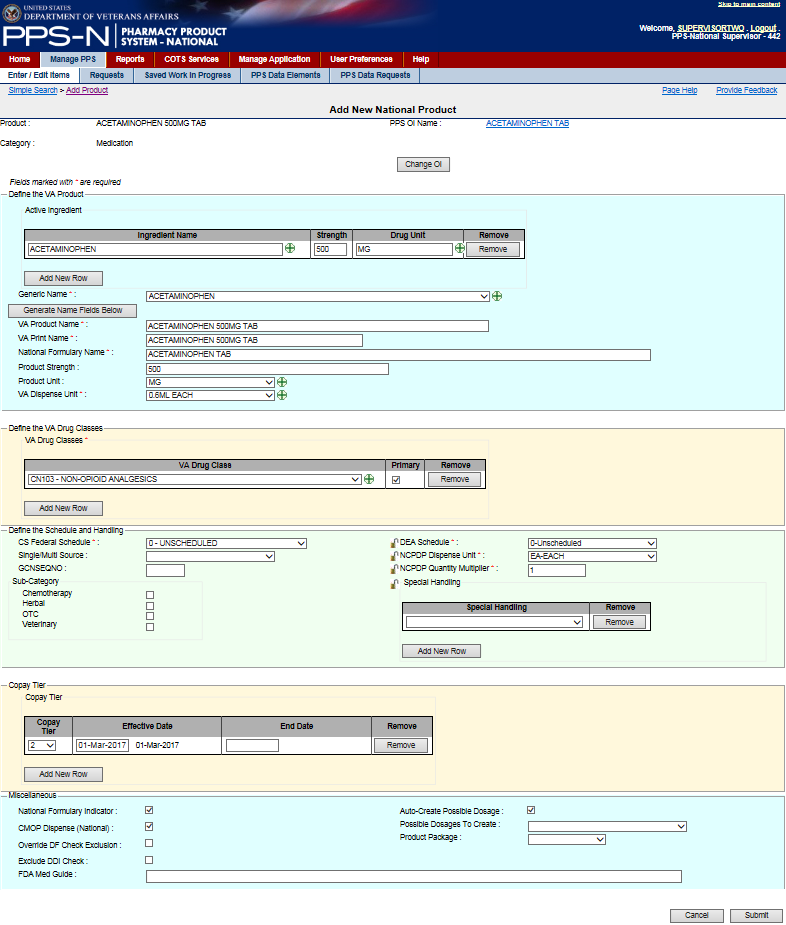 Skip to main content
UNITED STATES
DEPARTMENT OF VETERANS AFFAIRS
PPS-N PHARMACY PRODUCT SYSTEM - NATIONAL
Welcome, SUPERVISORTWO . Logout .
PPS-National Supervisor - 442
Home Manage PPS Reports COTS Services Manage Application User Preferences Help
Enter / Edit Items Requests Saved Work In Progress PPS Data Elements PPS Data Requests
Simple Search > Add Product Page Help Provide Feedback
Add New National Product
Product : ACETAMINOPHEN 500MG TAB PPS OI Name : ACETAMINOPHEN TAB
Category : Medication
Change OI
Fields marked with * are required
Define the VA Product
Active Ingredient
Ingredient Name Strength Drug Unit Remove
ACETAMINOPHEN 500 MG Remove
Add New Row
Generic Name * : ACETAMINOPHEN
Generate Name Fields Below
VA Product Name * : ACETAMINOPHEN 500MG TAB
VA Print Name * : ACETAMINOPHEN 500MG TAB
National Formulary Name * : ACETAMINOPHEN TAB
Product Strength : 500
Product Unit : MG
VA Dispense Unit * : 0.6ML EACH
Define the VA Drug Classes
VA Drug Classes *
VA Drug Class Primary Remove
CN103 - NON-OPIOID ANALGESICS Remove
Add New Row
Define the Schedule and Handling
CS Federal Schedule * : 0 - UNSCHEDULED DEA Schedule * : 0-Unscheduled
Single/Multi Source : NCPDP Dispense Unit * : EA-EACH
GCNSEQNO : NCPDP Quantity Multiplier * : 1
Sub-Category Special Handling
Chemotherapy
Herbal Special Handling Remove
OTC
Veterinary Remove
Add New Row
Copay Tier
Copay Tier
Copay Tier Effective Date End Date Remove
2 01-Mar-2017 01-Mar-2017 Remove
Add New Row
Miscellaneous
National Formulary Indicator : Auto-Create Possible Dosage :
CMOP Dispense (National) : Possible Dosages To Create :
Override DF Check Exclusion : Product Package :
Exclude DDI Check :
FDA Med Guide :
Cancel Submit